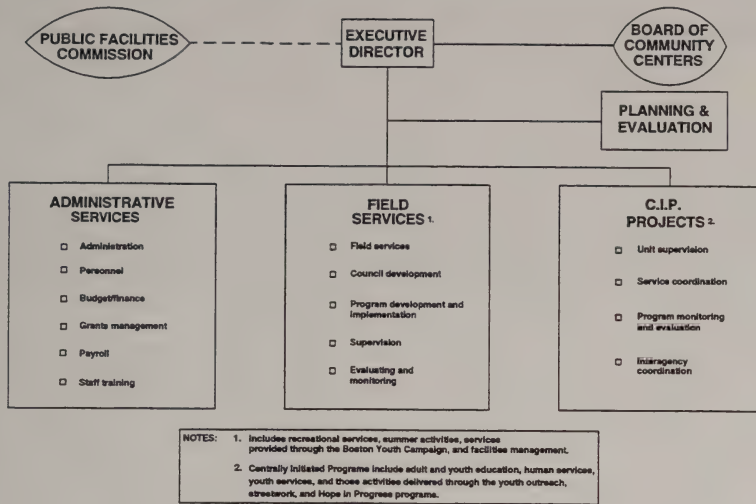 PUBLIC FACILITIES
COMMISSION
EXECUTIVE
DIRECTOR
BOARD OF
COMMUNITY
CENTERS
PLANNING &
EVALUATION
ADMINISTRATIVE
SERVICES
Administration
Personnel
Budget/finance
Grants management
Payroll
Staff training
FIELD
SERVICES 1.
Field services
Council development
Program development and
implementation
Supervision
Evaluating and
monitoring
C.I.P.
PROJECTS 2.
Unit supervision
Service coordination
Program monitoring
and evaluation
Interagency
coordination
NOTES: 1. Includes recreational services, summer activities, services
provided through the Boston Youth Campaign, and facilities management.
2. Centrally Initiated Programs include adult and youth education, human services,
youth services, and those activities delivered through the youth outreach,
streetwork, and Hope in Progress programs.